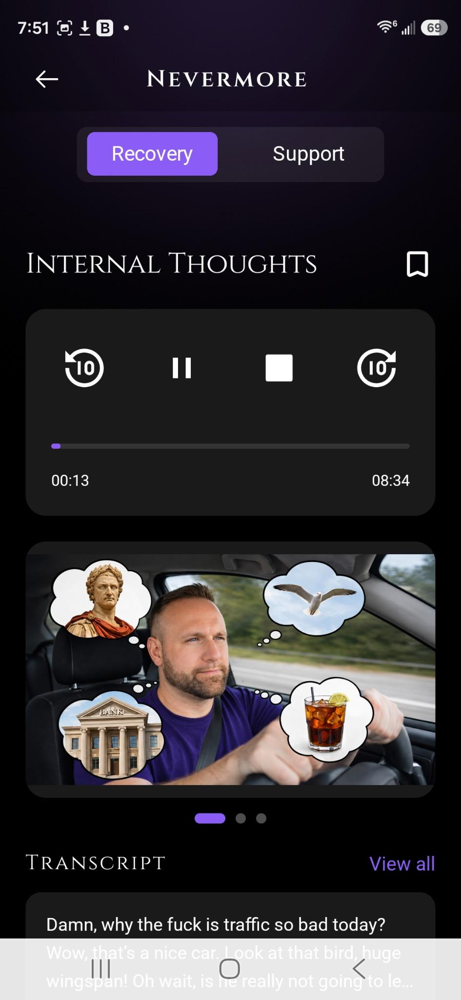 7:51
B
6
69
NEVERMORE
Recovery
Support
INTERNAL THOUGHTS
10
10
00:13
08:34
BANK
TRANSCRIPT
View all
Damn, why the fuck is traffic so bad today?
Wow, that’s a nice car. Look at that bird, huge
wingspan! Oh wait, is he really not going to le...